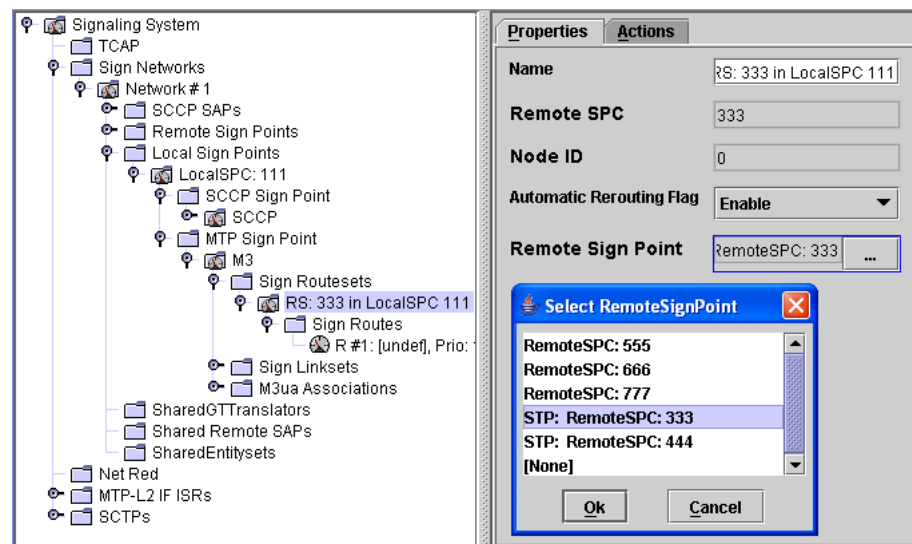 Signaling System
TCAP
Sign Networks
Network # 1
SCCP SAPs
Remote Sign Points
Local Sign Points
LocalSPC: 111
SCCP Sign Point
SCCP
MTP Sign Point
M3
Sign Routesets
RS: 333 in LocalSPC 111
Sign Routes
R #1: [undef], Prio:
Sign Linksets
M3ua Associations
SharedGTTranslators
Shared Remote SAPs
SharedEntitysets
Net Red
MTP-L2 IF ISRs
SCTPs
Properties Actions
Name RS: 333 in LocalSPC 111
Remote SPC 333
Node ID 0
Automatic Rerouting Flag Enable
Remote Sign Point RemoteSPC: 333 ...
Select RemoteSignPoint
RemoteSPC: 555
RemoteSPC: 666
RemoteSPC: 777
STP: RemoteSPC: 333
STP: RemoteSPC: 444
[None]
Ok Cancel